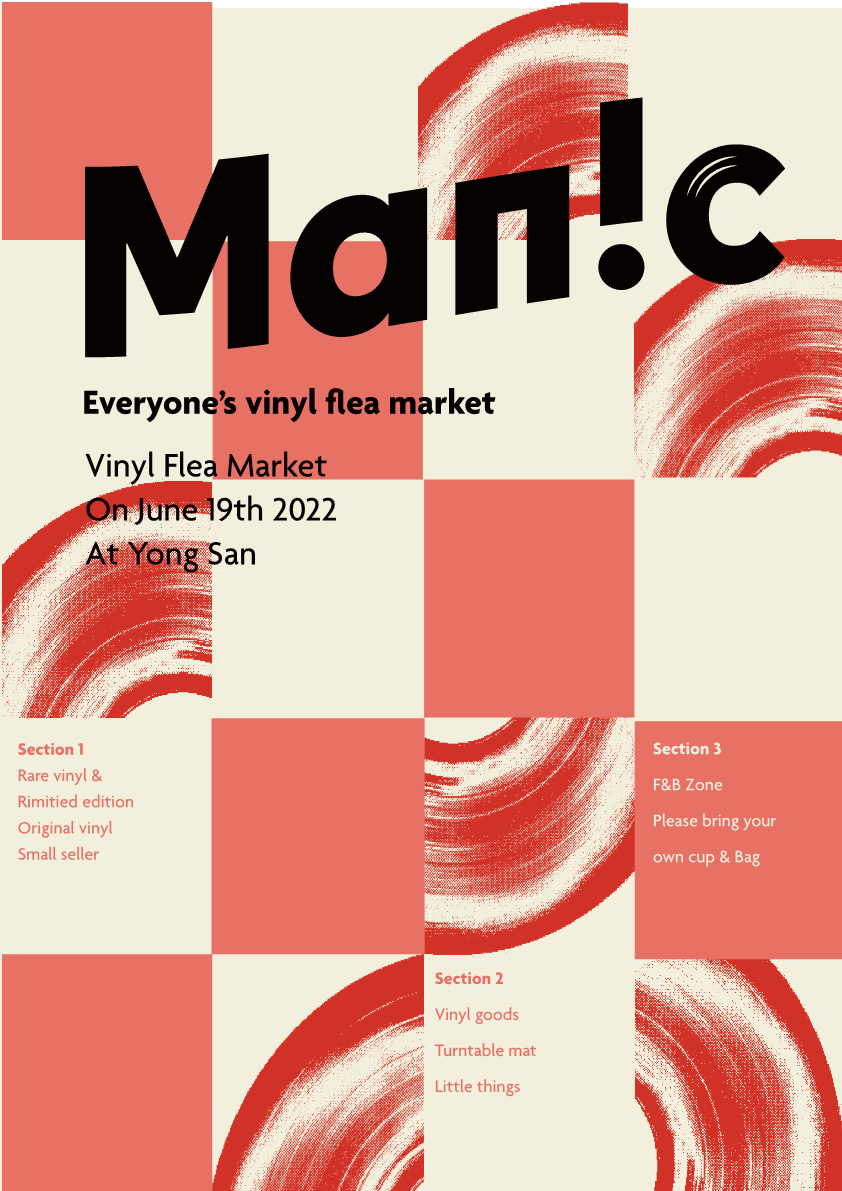 Man!c
Everyone's vinyl flea market
Vinyl Flea Market
On June 19th 2022
At Yong San
Section 1
Rare vinyl &
Rimitied edition
Original vinyl
Small seller
Section 3
F&B Zone
Please bring your
own cup & Bag
Section 2
Vinyl goods
Turntable mat
Little things